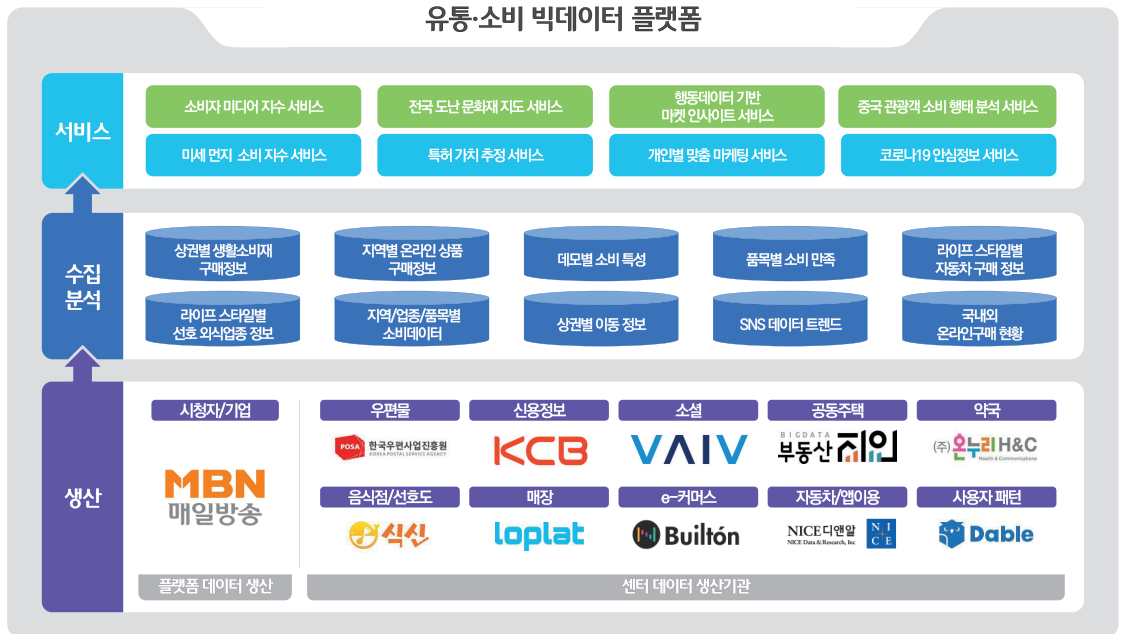 유통·소비 빅데이터 플랫폼
서비스
소비자 미디어 지수 서비스
전국 도난 문화재 지도 서비스
행동데이터 기반
마켓 인사이트 서비스
중국 관광객 소비 행태 분석 서비스
미세 먼지 소비 지수 서비스
특허 가치 추정 서비스
개인별 맞춤 마케팅 서비스
코로나19 안심정보 서비스
수집
분석
상권별 생활소비재
구매정보
지역별 온라인 상품
구매정보
데모별 소비 특성
품목별 소비 만족
라이프 스타일별
자동차 구매 정보
라이프 스타일별
선호 외식업종 정보
지역/업종/품목별
소비데이터
상권별 이동 정보
SNS 데이터 트렌드
국내외
온라인구매 현황
생산
시청자/기업
MBN
매일방송
플랫폼 데이터 생산
우편물
신용정보
소셜
공동주택
약국
POSA
한국우편사업진흥원
KOREA POSTAL SERVICE AGENCY
KCB
VAIV
BIGDATA
부동산 지인
(주)온누리H&C
Health & Communications
음식점/선호도
매장
e-커머스
자동차/앱이용
사용자 패턴
식신
loplat
Builtón
NICE디앤알
NICE Data & Research, Inc
NICE
Dable
센터 데이터 생산기관